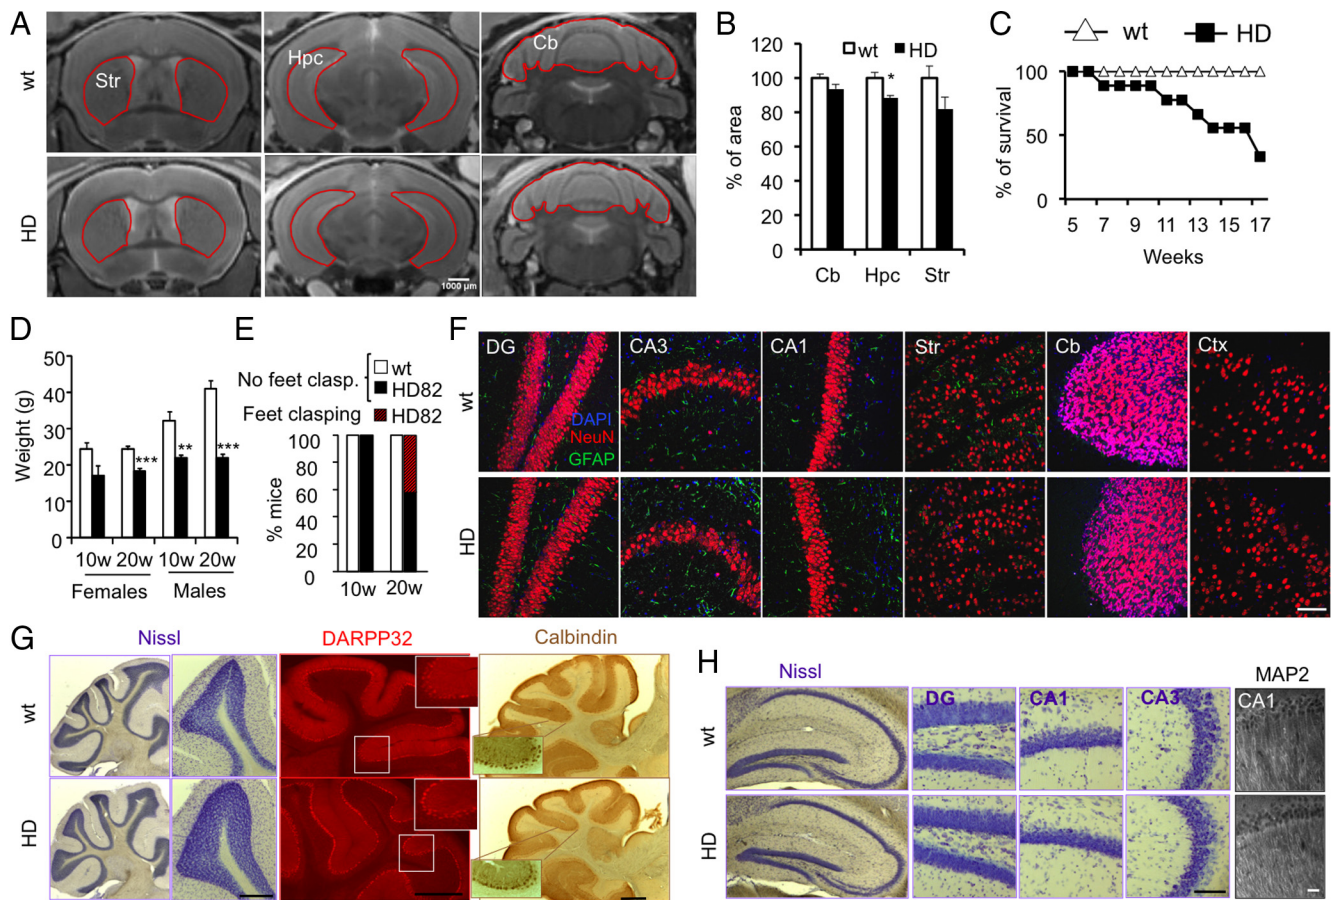 A
wt
HD
Str
Hpc
Cb
1000 µm
B
wt HD
% of area
120
100
80
60
40
20
0
*
Cb Hpc Str
C
wt HD
% of survival
100
50
0
5 7 9 11 13 15 17
Weeks
D
Weight (g)
50
40
30
20
10
0
*** ** ***
10w 20w 10w 20w
Females Males
E
No feet clasp.
wt
HD82
Feet clasping HD82
% mice
100
80
60
40
20
0
10w 20w
F
wt
HD
DG CA3 CA1 Str Cb Ctx
DAPI
NeuN
GFAP
G
Nissl DARPP32 Calbindin
wt
HD
H
Nissl MAP2
wt
HD
DG CA1 CA3 CA1